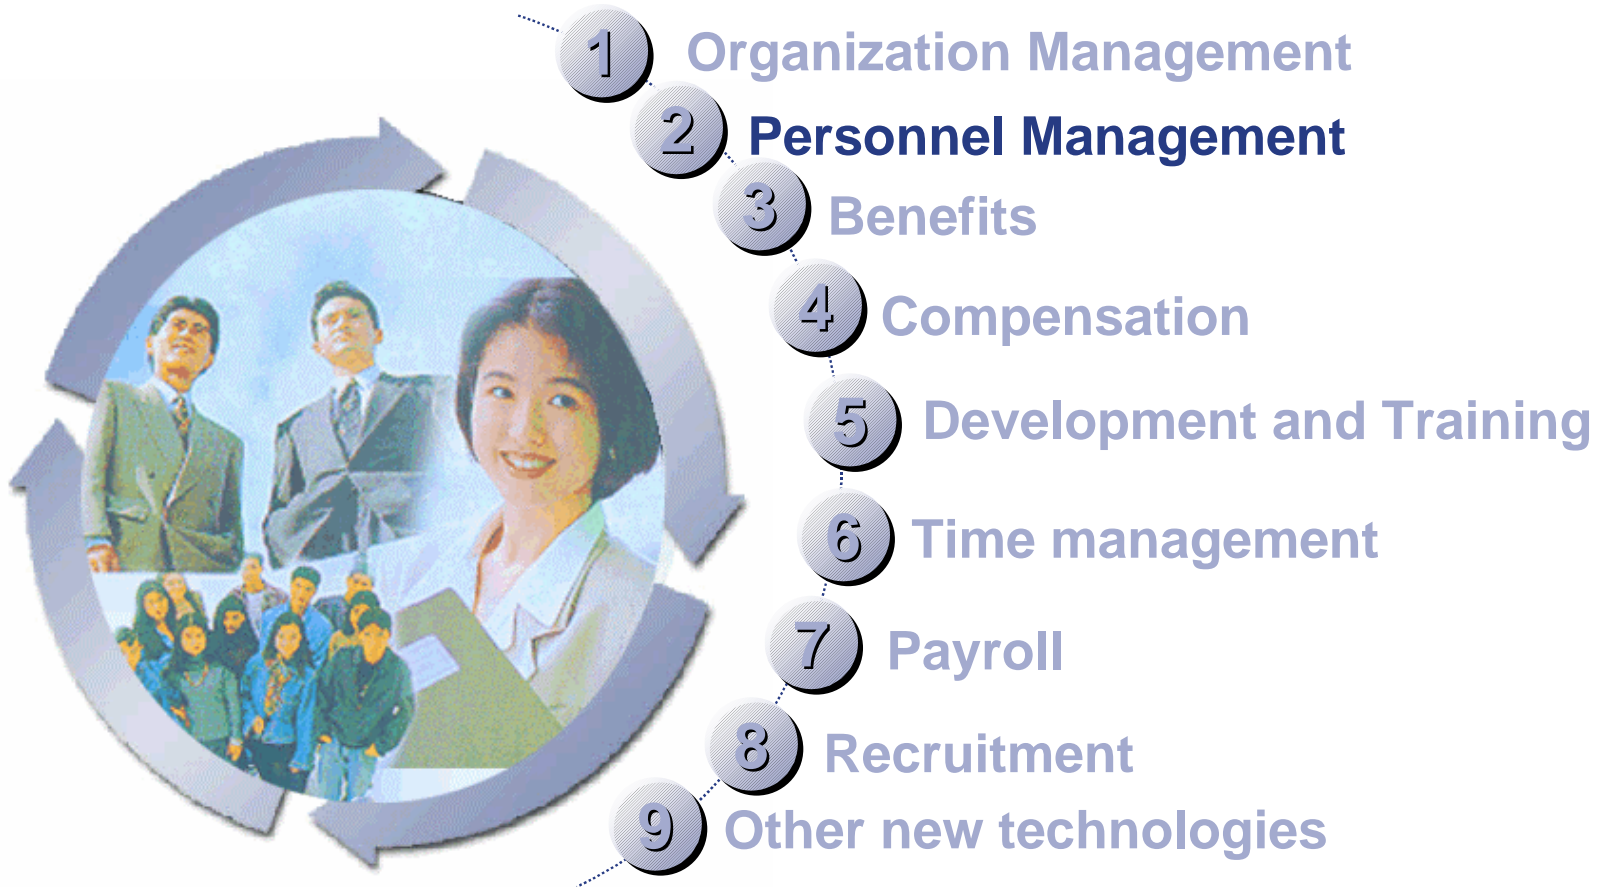 1 Organization Management
2 Personnel Management
3 Benefits
4 Compensation
5 Development and Training
6 Time management
7 Payroll
8 Recruitment
9 Other new technologies